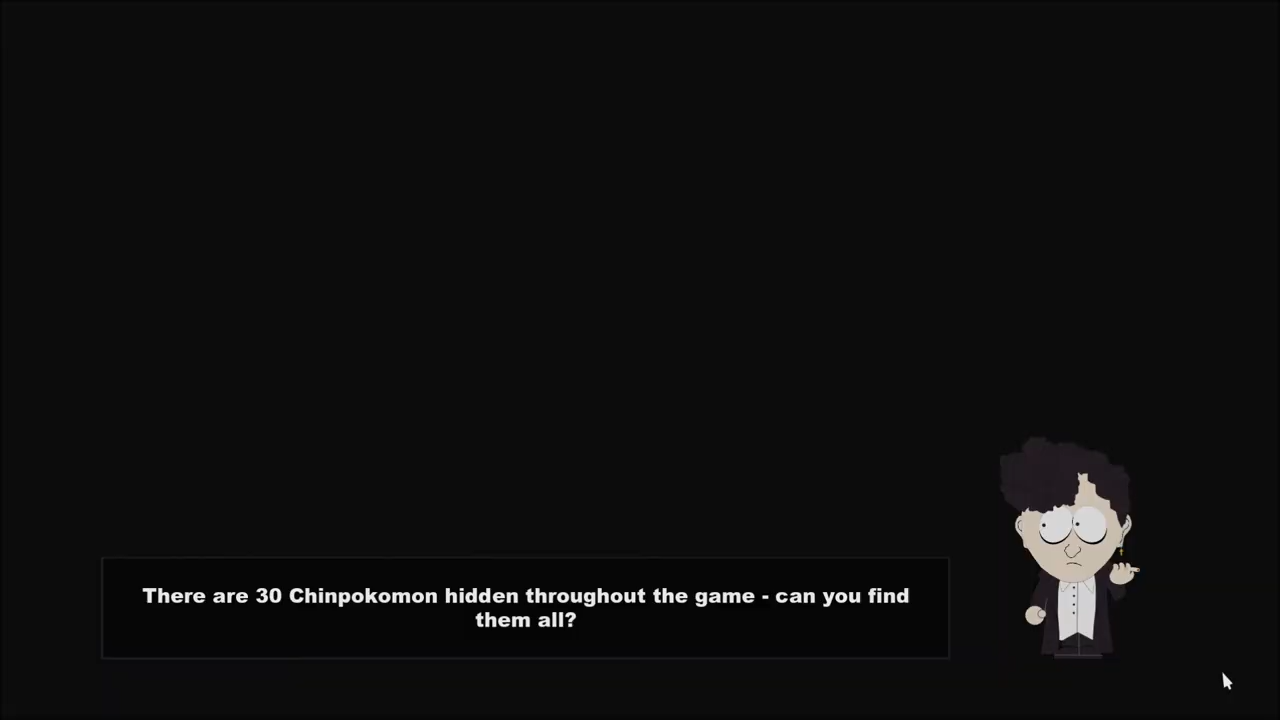 There are 30 Chinpokomon hidden throughout the game - can you find
them all?